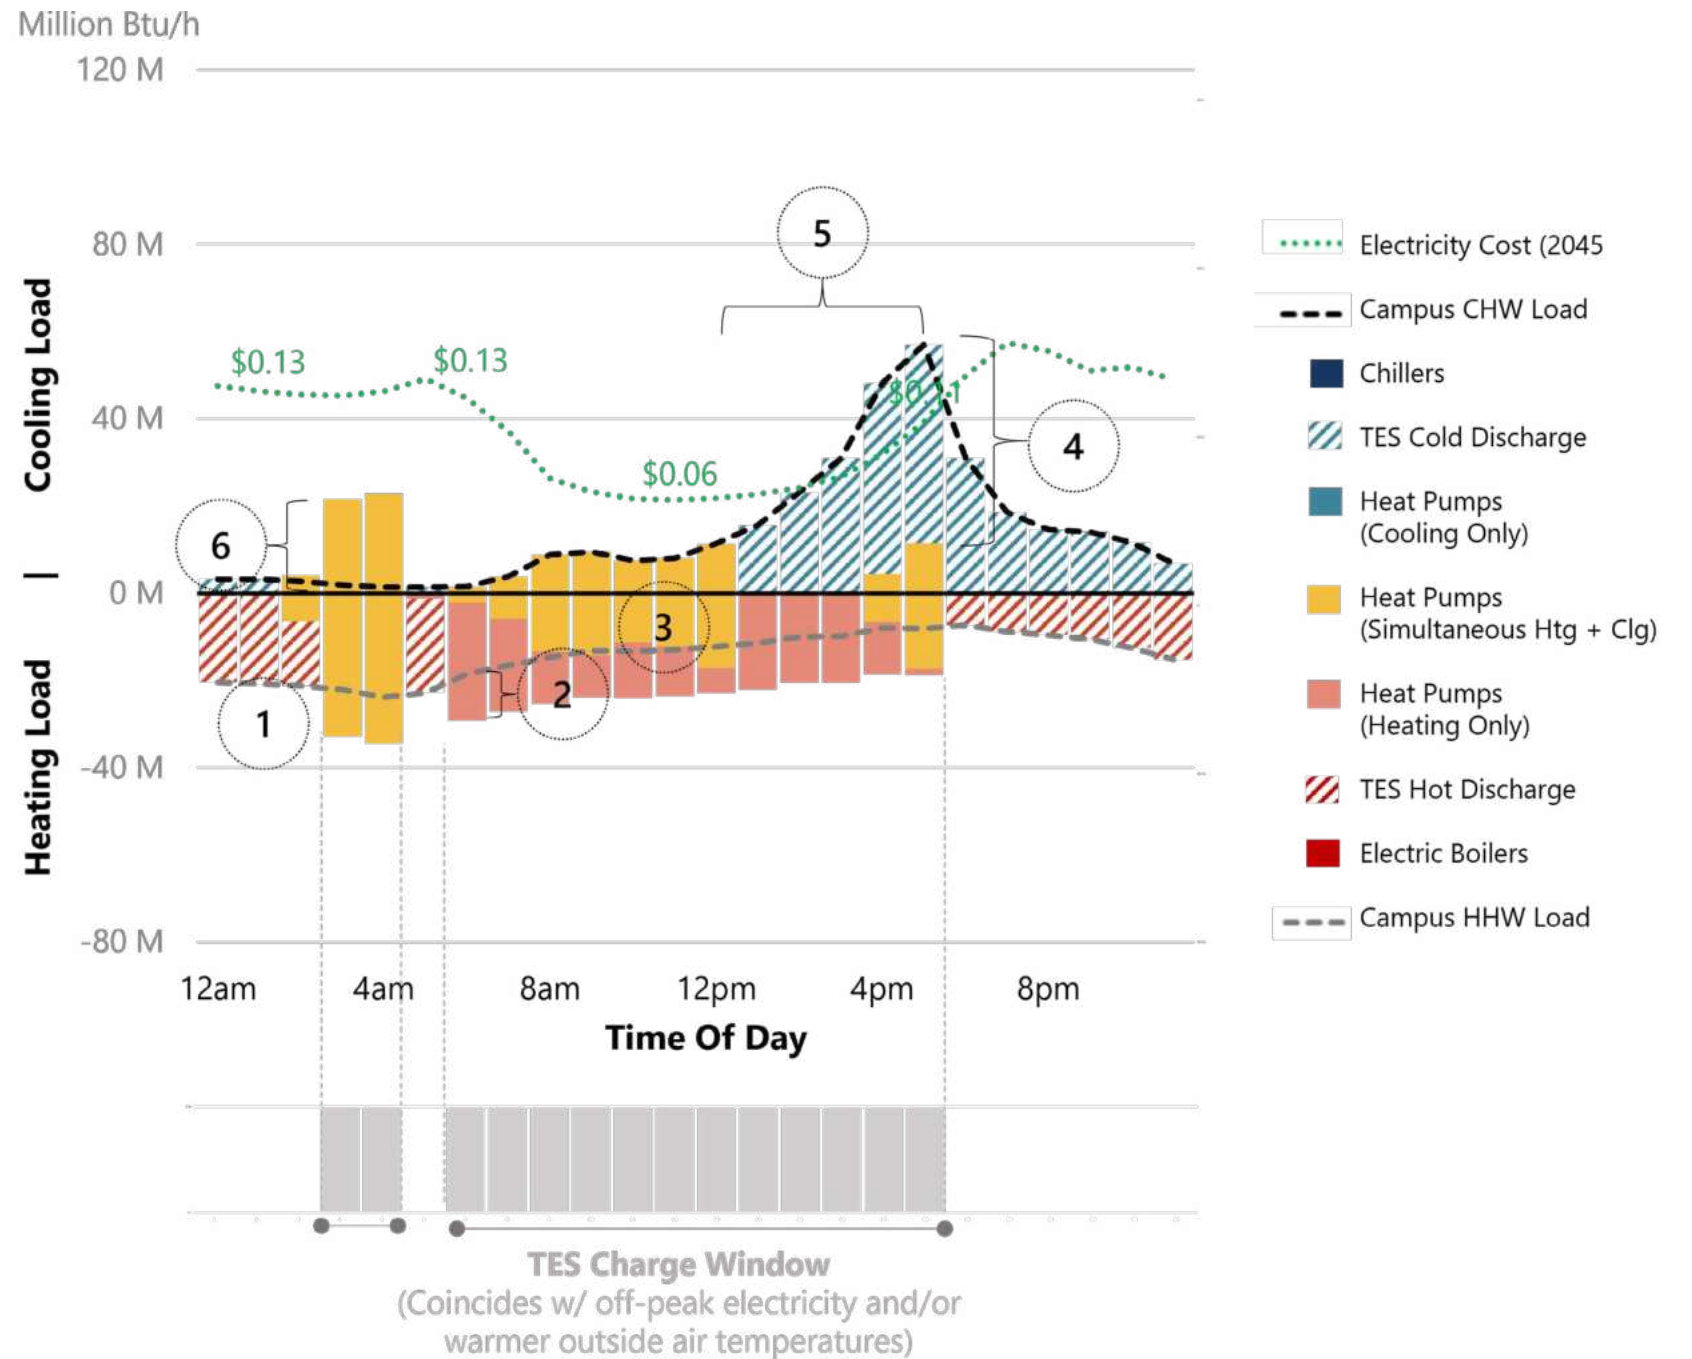 Million Btu/h
120 M
80 M
40 M
0 M
-40 M
-80 M
Cooling Load
|
Heating Load
$0.13
$0.13
$0.06
$0.11
5
4
6
3
2
1
12am
4am
8am
12pm
4pm
8pm
Time Of Day
TES Charge Window
(Coincides w/ off-peak electricity and/or
warmer outside air temperatures)
Electricity Cost (2045
Campus CHW Load
Chillers
TES Cold Discharge
Heat Pumps
(Cooling Only)
Heat Pumps
(Simultaneous Htg + Clg)
Heat Pumps
(Heating Only)
TES Hot Discharge
Electric Boilers
Campus HHW Load